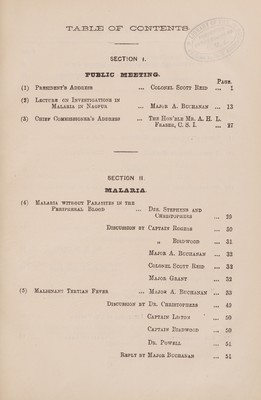 TABLE OF CONTENTS
SECTION I.
PUBLIC MEETING.
PAGE.
(1) PRESIDENT'S ADDRESS ... COLONEL SCOTT REID ... 1
(2) LECTURE ON INVESTIGATIONS IN
MALARIA IN NAGPUR ... MAJOR A. BUCHANAN ... 13
(3) CHIEF COMMISSIONER'S ADDRESS ... THE HON'BLE MR. A. H. L.
FRASER, C. S. I. ... 27
SECTION II.
MALARIA.
(4) MALARIA WITHOUT PARASITES IN THE
PERIPHERAL BLOOD ... DRS. STEPHENS AND
CHRISTOPHERS ... 29
DISCUSSION BY CAPTAIN ROGERS ... 30
„ BIRDWOOD ... 31
MAJOR A. BUCHANAN ... 32
COLONEL SCOTT REID ... 32
MAJOR GRANT ... 33
(5) MALIGNANT TERTIAN FEVER ... MAJOR A. BUCHANAN ... 35
DISCUSSION BY DR. CHRISTOPHERS ... 49
CAPTAIN LISTON ... 50
CAPTAIN BIRDWOOD ... 50
DR. POWELL ... 51
REPLY BY MAJOR BUCHANAN ... 51